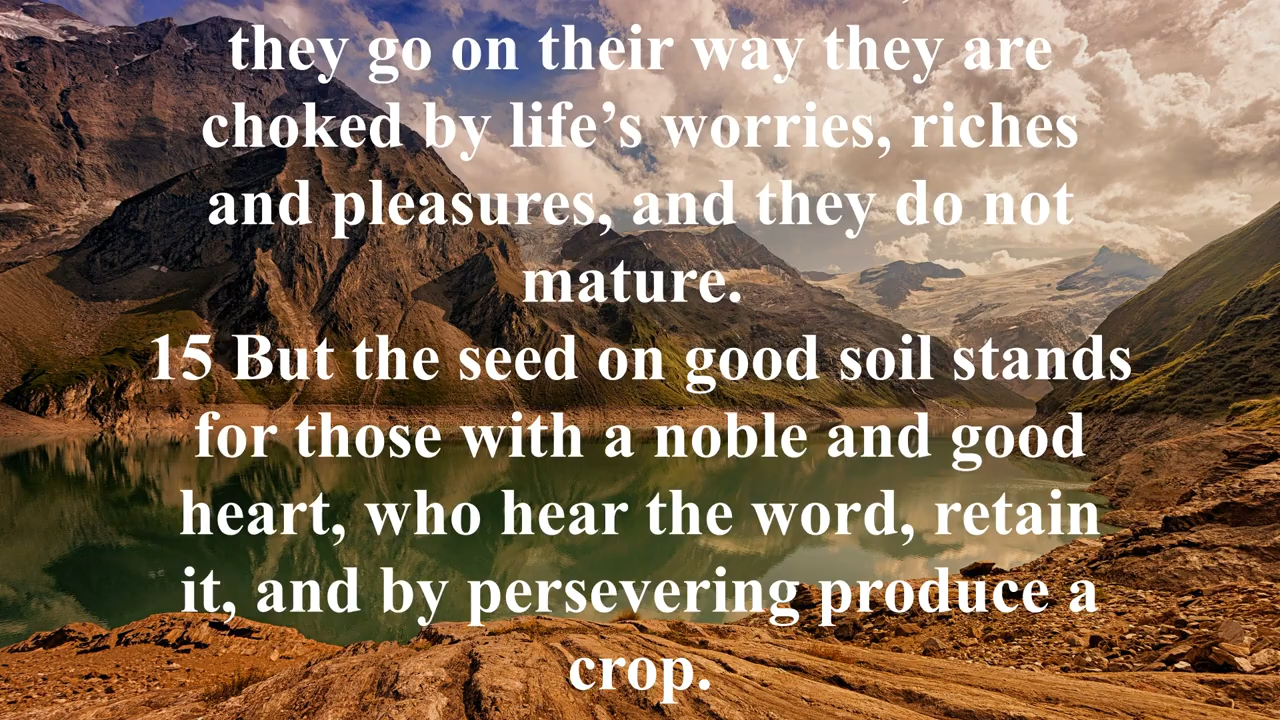 they go on their way they are
choked by life’s worries, riches
and pleasures, and they do not
mature.
15 But the seed on good soil stands
for those with a noble and good
heart, who hear the word, retain
it, and by persevering produce a
crop.